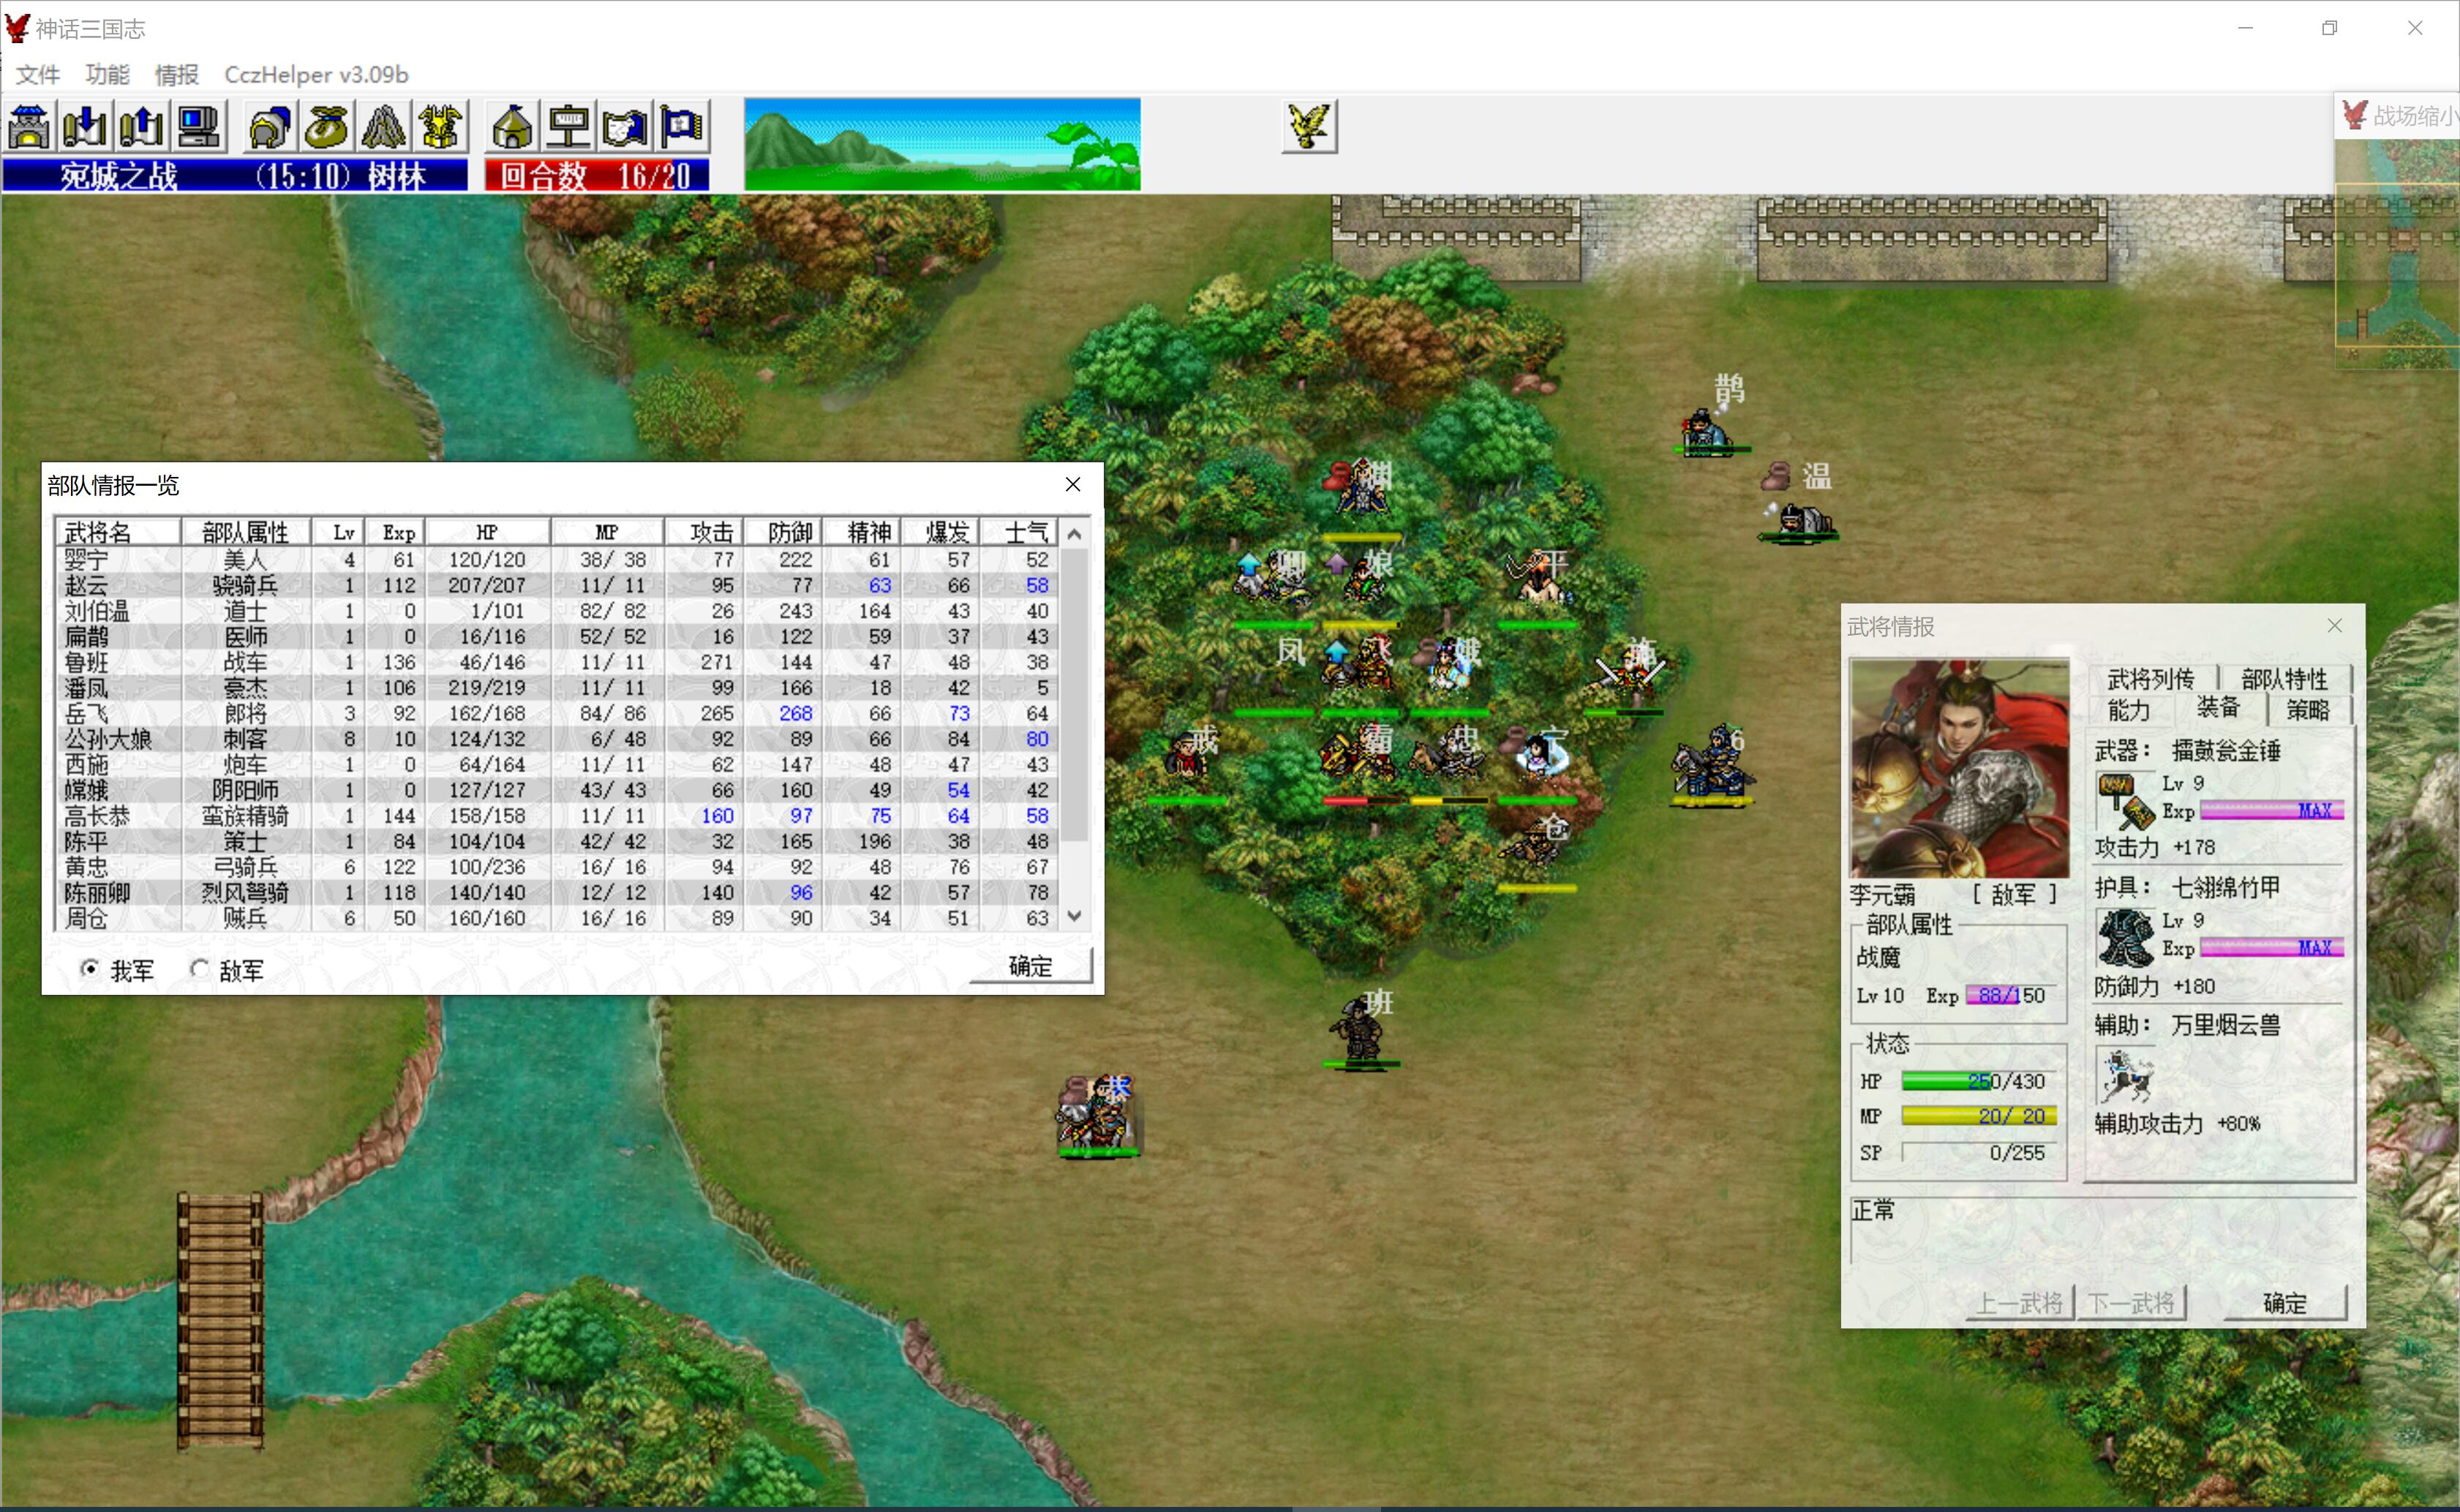 神话三国志
文件 功能 情报 CczHelper v3.09b
宛城之战 (15:10) 树林
回合数 16/20
战场缩小
鹊
温
渊
卿 娘 平
凤 飞 娥 施
戒 霸 忠 宁 6
仓
班
恭
部队情报一览
武将名 部队属性 Lv Exp HP MP 攻击 防御 精神 爆发 士气
婴宁 美人 4 61 120/120 38/ 38 77 222 61 57 52
赵云 骁骑兵 1 112 207/207 11/ 11 95 77 63 66 58
刘伯温 道士 1 0 1/101 82/ 82 26 243 164 43 40
扁鹊 医师 1 0 16/116 52/ 52 16 122 59 37 43
鲁班 战车 1 136 46/146 11/ 11 271 144 47 48 38
潘凤 豪杰 1 106 219/219 11/ 11 99 166 18 42 5
岳飞 郎将 3 92 162/168 84/ 86 265 268 66 73 64
公孙大娘 刺客 8 10 124/132 6/ 48 92 89 66 84 80
西施 炮车 1 0 64/164 11/ 11 62 147 48 47 43
嫦娥 阴阳师 1 0 127/127 43/ 43 66 160 49 54 42
高长恭 蛮族精骑 1 144 158/158 11/ 11 160 97 75 64 58
陈平 策士 1 84 104/104 42/ 42 32 165 196 38 48
黄忠 弓骑兵 6 122 100/236 16/ 16 94 92 48 76 67
陈丽卿 烈风弩骑 1 118 140/140 12/ 12 140 96 42 57 78
周仓 贼兵 6 50 160/160 16/ 16 89 90 34 51 63
我军 敌军 确定
武将情报
武将列传 部队特性
能力 装备 策略
武器： 擂鼓瓮金锤
Lv 9
Exp MAX
攻击力 +178
护具： 七翎绵竹甲
Lv 9
Exp MAX
防御力 +180
辅助： 万里烟云兽
辅助攻击力 +80%
李元霸 [ 敌军 ]
部队属性
战魔
Lv 10 Exp 88/150
状态
HP 250/430
MP 20/ 20
SP 0/255
正常
上一武将 下一武将 确定